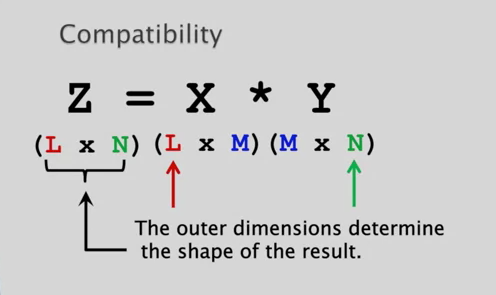 Compatibility
Z = X * Y
(L x N) (L x M) (M x N)
The outer dimensions determine
the shape of the result.